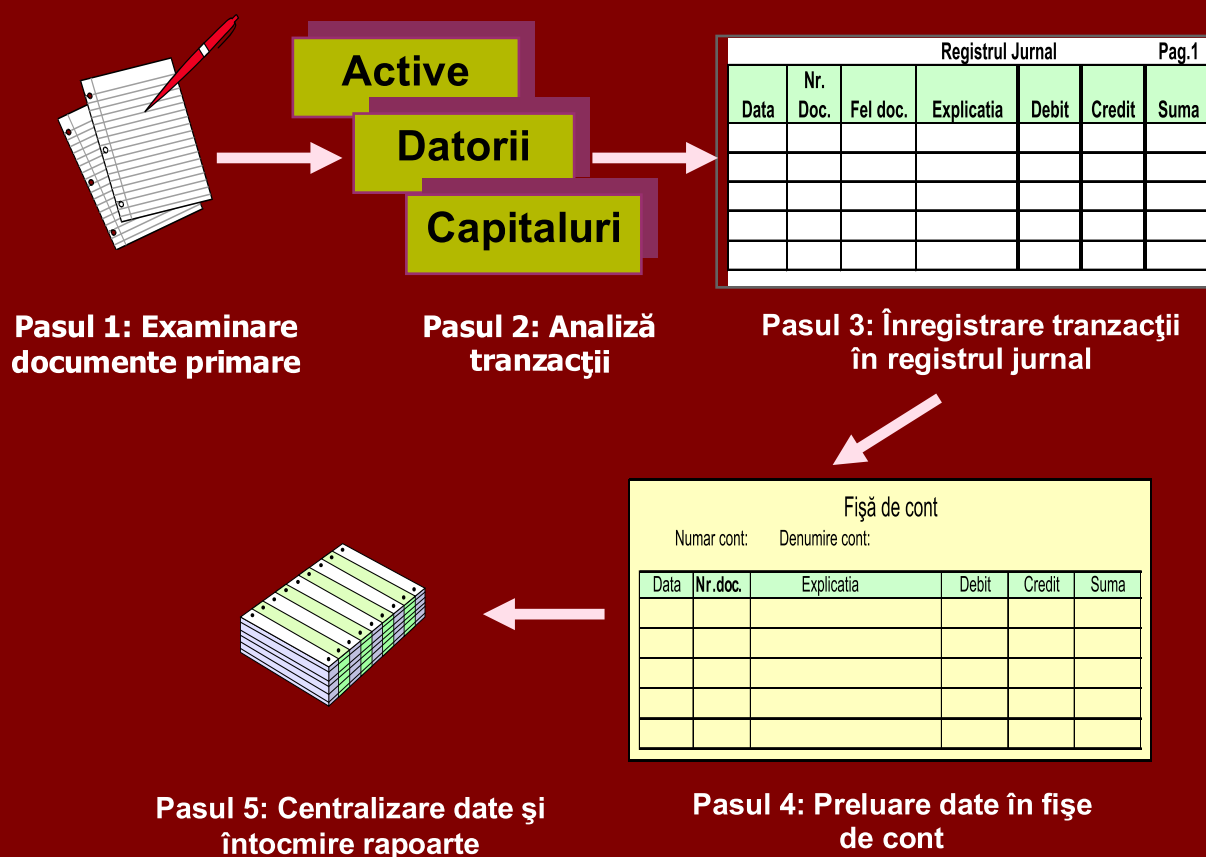 Active
Datorii
Capitaluri
Registrul Jurnal Pag.1
Nr.
Data Doc. Fel doc. Explicatia Debit Credit Suma
Pasul 1: Examinare
documente primare
Pasul 2: Analiză
tranzacţii
Pasul 3: Înregistrare tranzacţii
în registrul jurnal
Fişă de cont
Numar cont: Denumire cont:
Data Nr.doc. Explicatia Debit Credit Suma
Pasul 4: Preluare date în fişe
de cont
Pasul 5: Centralizare date şi
întocmire rapoarte